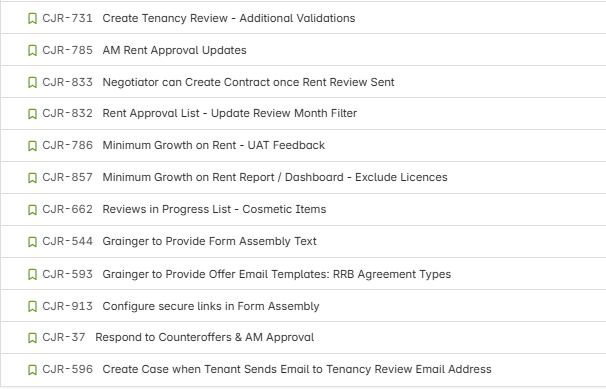 CJR-731 Create Tenancy Review - Additional Validations
CJR-785 AM Rent Approval Updates
CJR-833 Negotiator can Create Contract once Rent Review Sent
CJR-832 Rent Approval List - Update Review Month Filter
CJR-786 Minimum Growth on Rent - UAT Feedback
CJR-857 Minimum Growth on Rent Report / Dashboard - Exclude Licences
CJR-662 Reviews in Progress List - Cosmetic Items
CJR-544 Grainger to Provide Form Assembly Text
CJR-593 Grainger to Provide Offer Email Templates: RRB Agreement Types
CJR-913 Configure secure links in Form Assembly
CJR-37 Respond to Counteroffers & AM Approval
CJR-596 Create Case when Tenant Sends Email to Tenancy Review Email Address